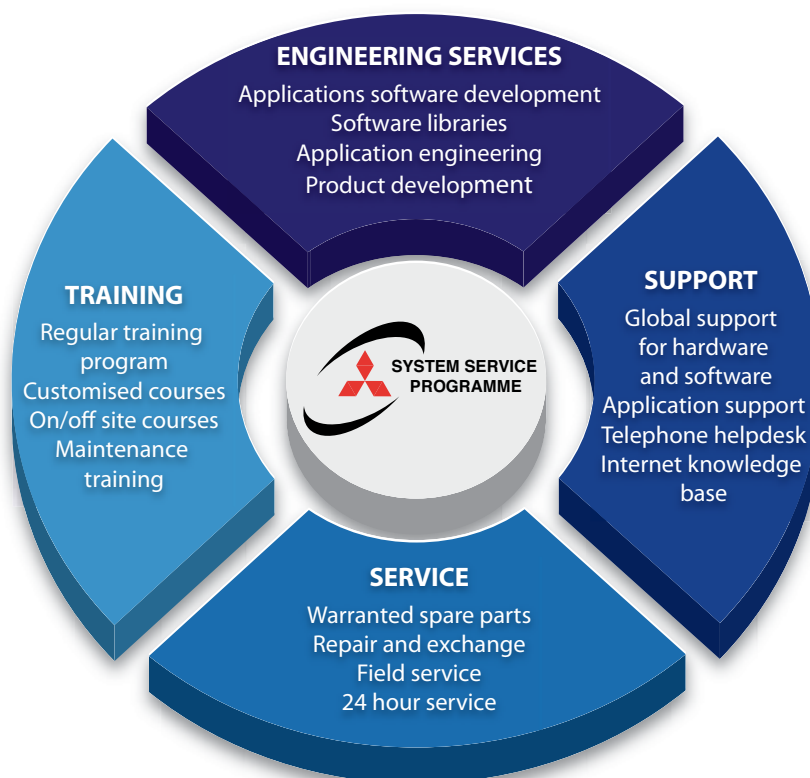 ENGINEERING SERVICES
Applications software development
Software libraries
Application engineering
Product development
TRAINING
Regular training
program
Customised courses
On/off site courses
Maintenance
training
SYSTEM SERVICE
PROGRAMME
SUPPORT
Global support
for hardware
and software
Application support
Telephone helpdesk
Internet knowledge
base
SERVICE
Warranted spare parts
Repair and exchange
Field service
24 hour service